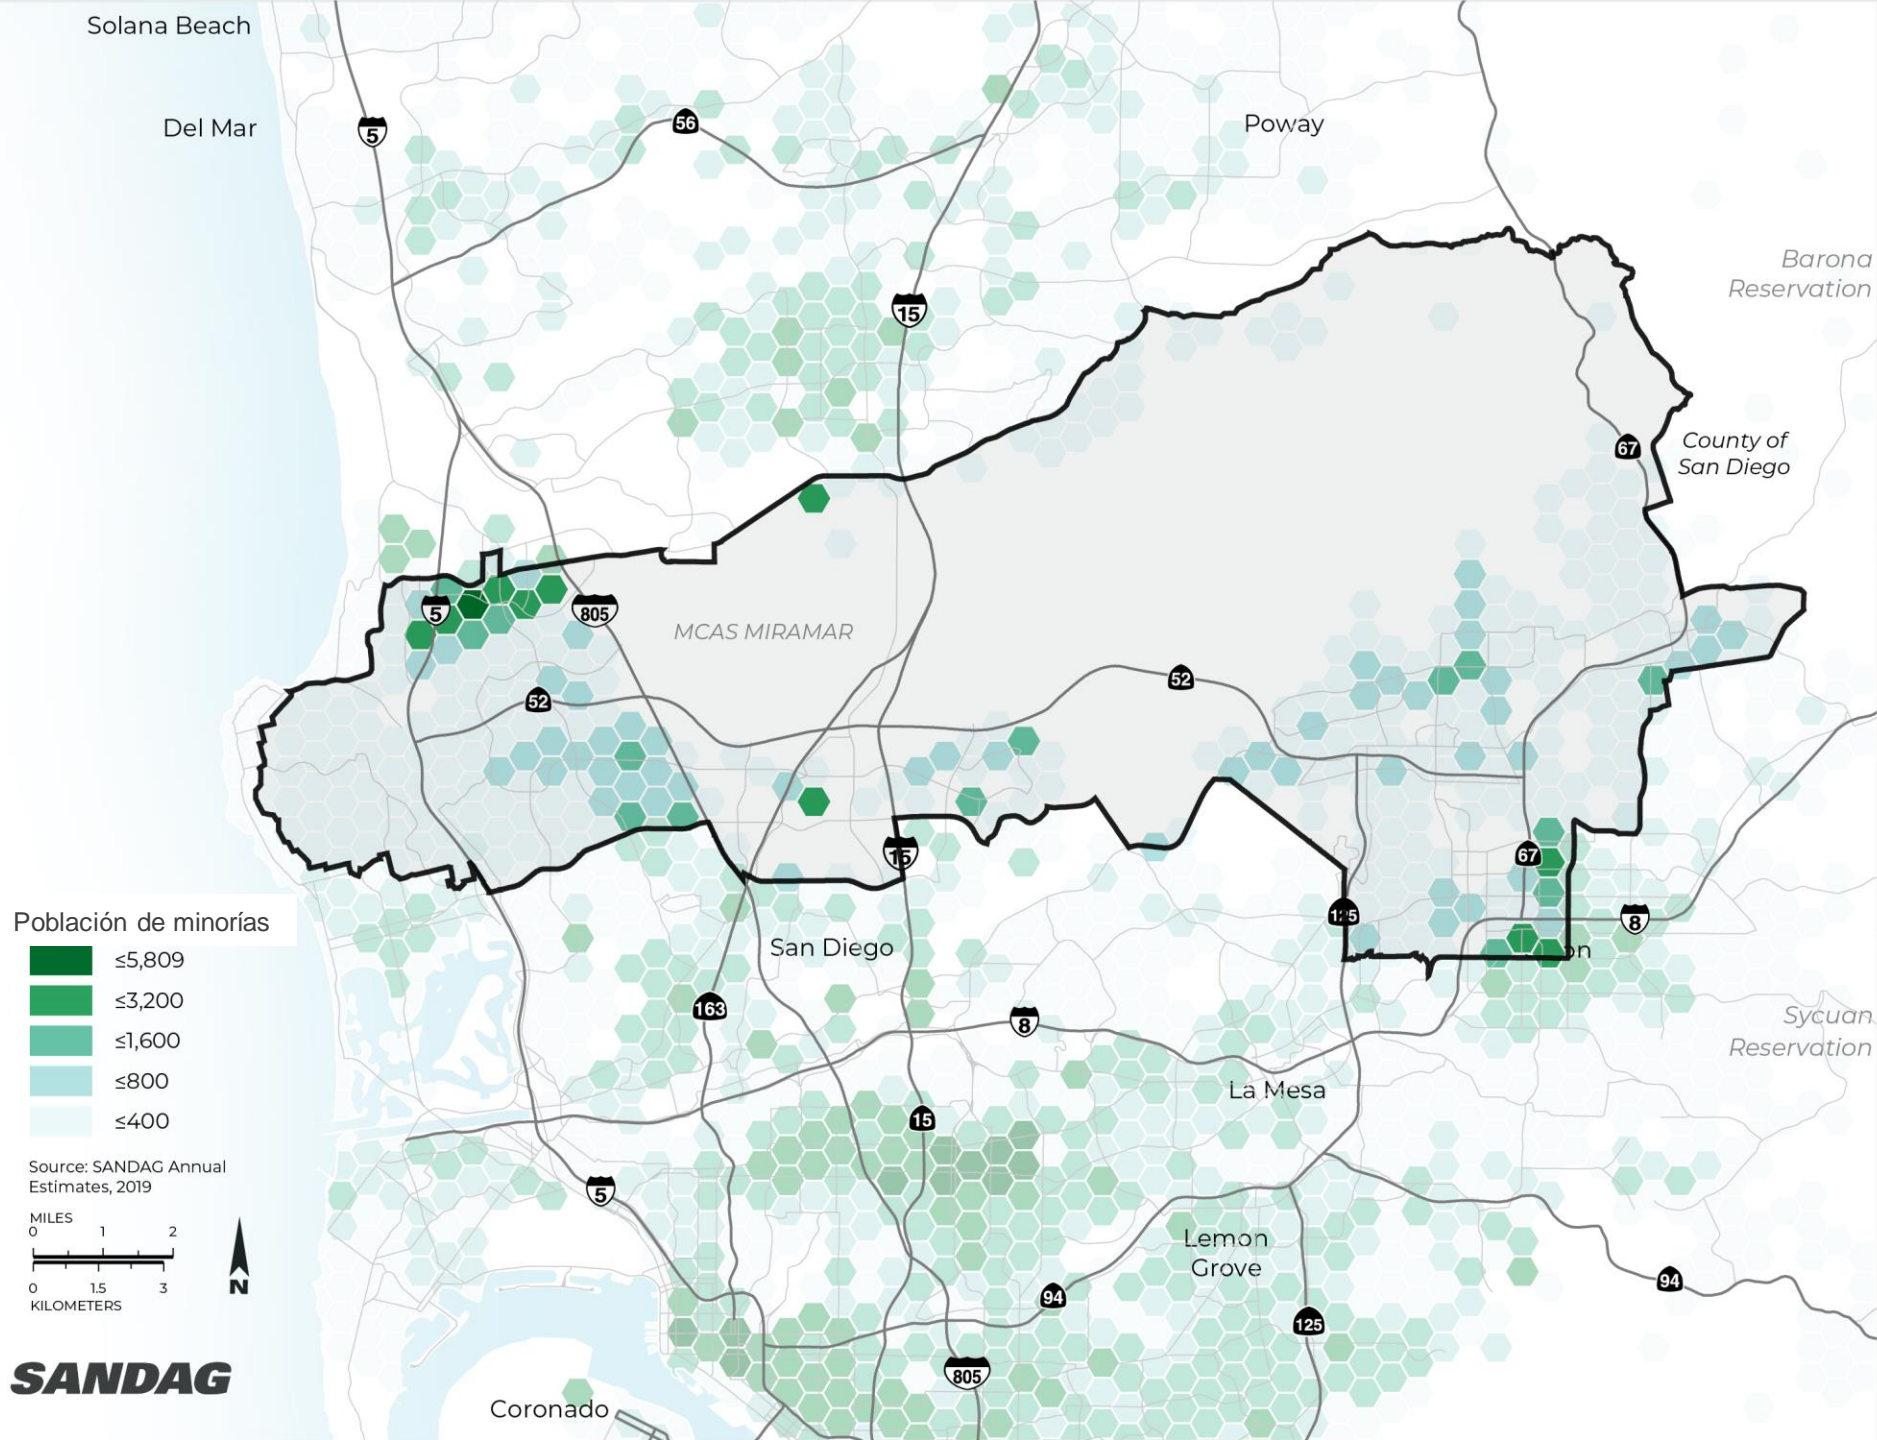 Solana Beach
Del Mar
5
56
Poway
Barona
Reservation
15
County of
San Diego
67
5
805
MCAS MIRAMAR
52
52
15
67
125
8
San Diego
on
Población de minorías
≤5,809
≤3,200
≤1,600
≤800
≤400
Source: SANDAG Annual
Estimates, 2019
MILES
0 1 2
0 1.5 3
KILOMETERS
N
SANDAG
163
8
Sycuan
Reservation
La Mesa
15
5
Lemon
Grove
94
94
125
805
Coronado